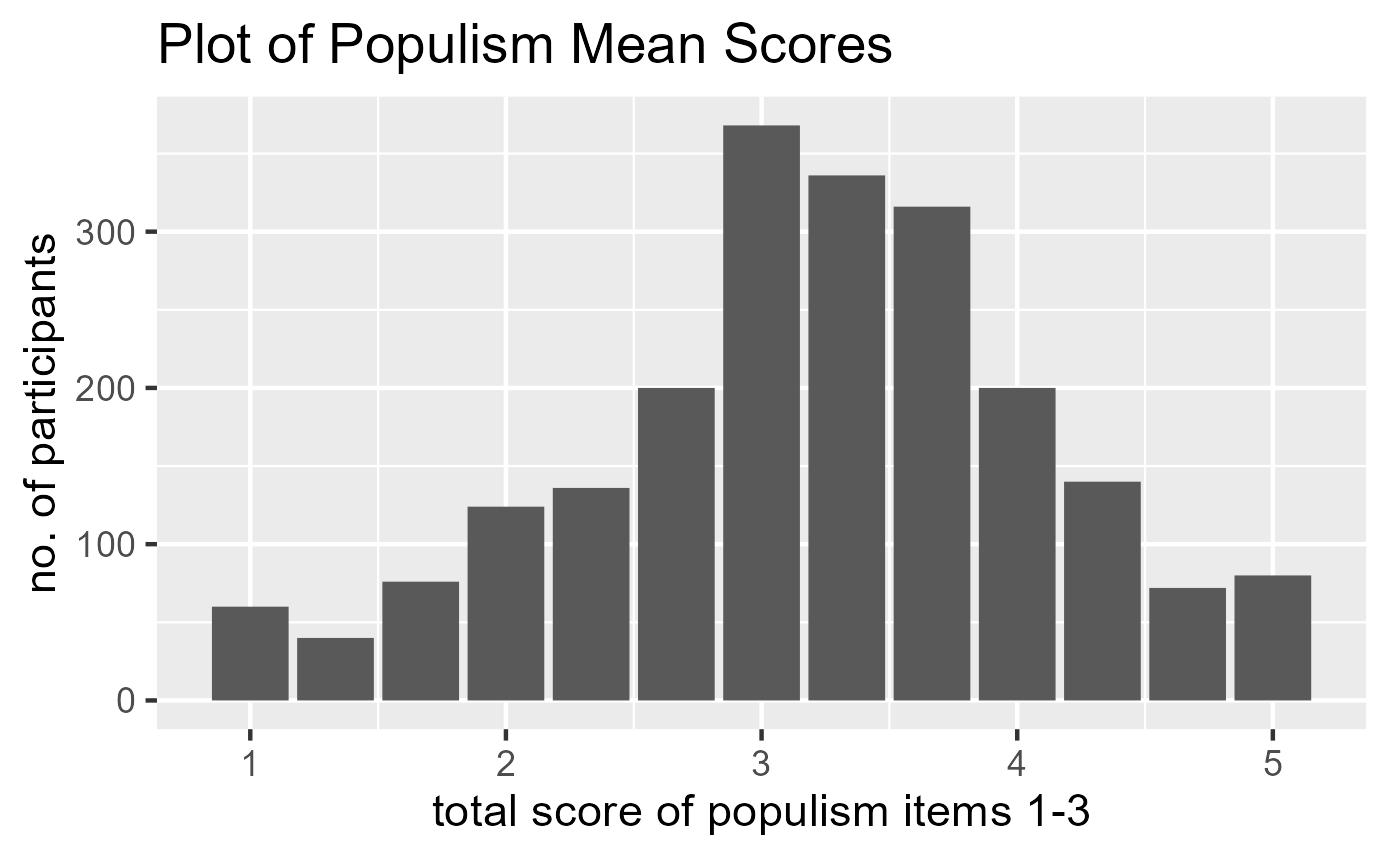 Plot of Populism Mean Scores
no. of participants
300
200
100
0
1 2 3 4 5
total score of populism items 1-3